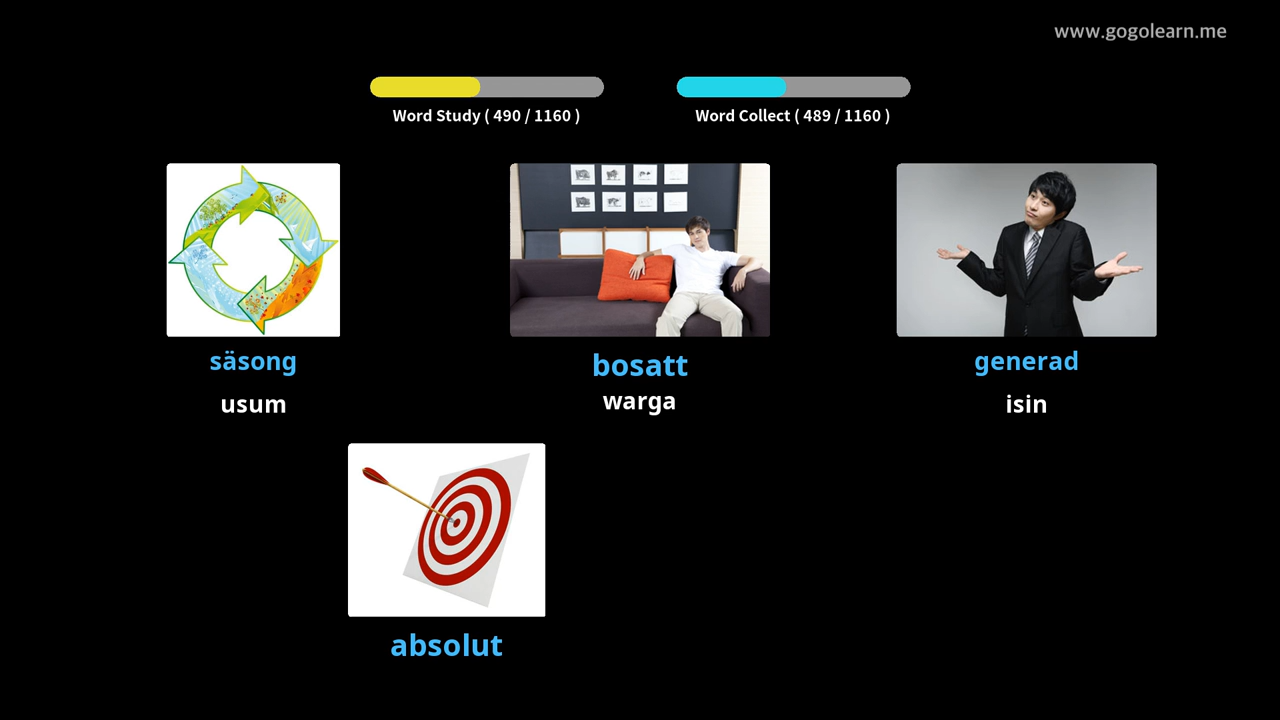 www.gogolearn.me
Word Study ( 490 / 1160 )
Word Collect ( 489 / 1160 )
säsong
bosatt
generad
usum
warga
isin
absolut